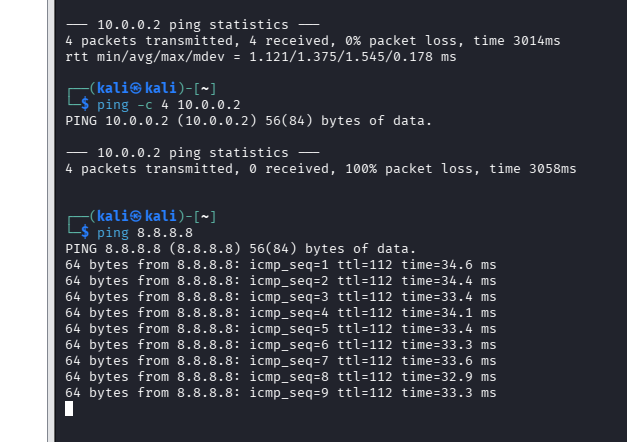 --- 10.0.0.2 ping statistics ---
4 packets transmitted, 4 received, 0% packet loss, time 3014ms
rtt min/avg/max/mdev = 1.121/1.375/1.545/0.178 ms
┌──(kali㉿kali)-[~]
└─$ ping -c 4 10.0.0.2
PING 10.0.0.2 (10.0.0.2) 56(84) bytes of data.
--- 10.0.0.2 ping statistics ---
4 packets transmitted, 0 received, 100% packet loss, time 3058ms
┌──(kali㉿kali)-[~]
└─$ ping 8.8.8.8
PING 8.8.8.8 (8.8.8.8) 56(84) bytes of data.
64 bytes from 8.8.8.8: icmp_seq=1 ttl=112 time=34.6 ms
64 bytes from 8.8.8.8: icmp_seq=2 ttl=112 time=34.4 ms
64 bytes from 8.8.8.8: icmp_seq=3 ttl=112 time=33.4 ms
64 bytes from 8.8.8.8: icmp_seq=4 ttl=112 time=34.1 ms
64 bytes from 8.8.8.8: icmp_seq=5 ttl=112 time=33.4 ms
64 bytes from 8.8.8.8: icmp_seq=6 ttl=112 time=33.3 ms
64 bytes from 8.8.8.8: icmp_seq=7 ttl=112 time=33.6 ms
64 bytes from 8.8.8.8: icmp_seq=8 ttl=112 time=32.9 ms
64 bytes from 8.8.8.8: icmp_seq=9 ttl=112 time=33.3 ms